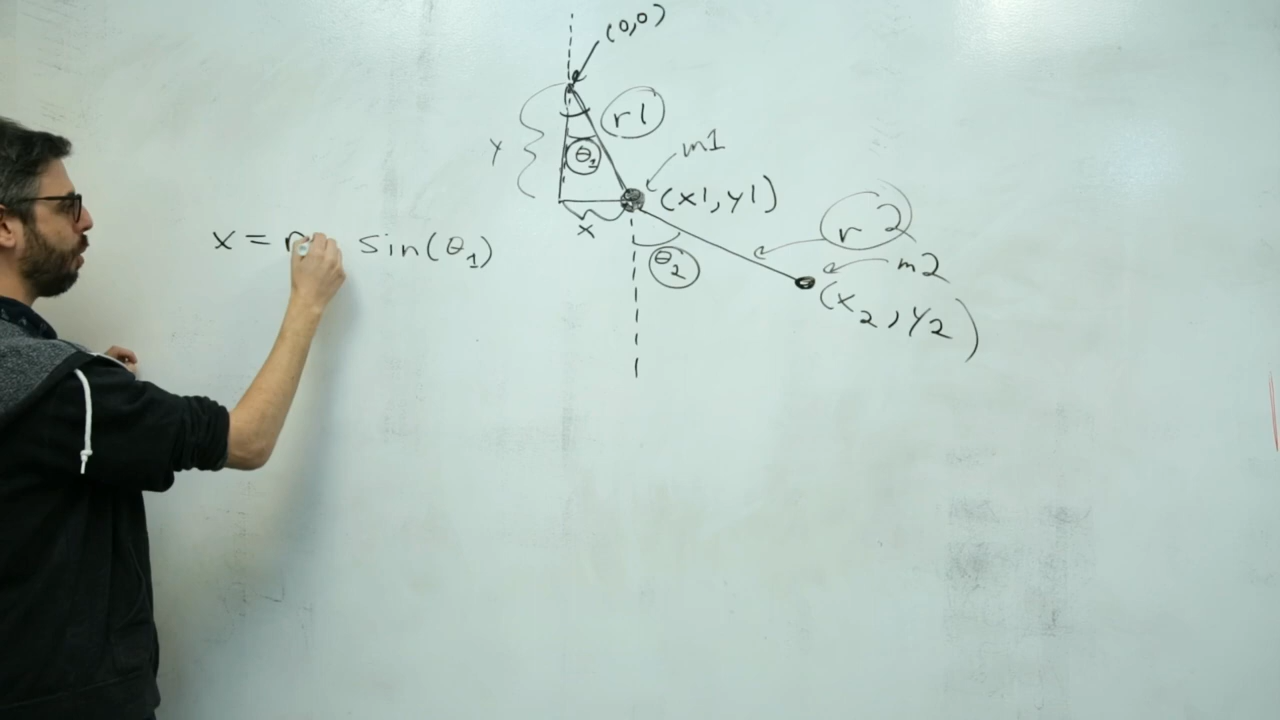 (0,0)
r1
θ₁
y
m1
(x1,y1)
x
x = r sin(θ₁)
r2
θ₂
m2
(x₂,y₂)